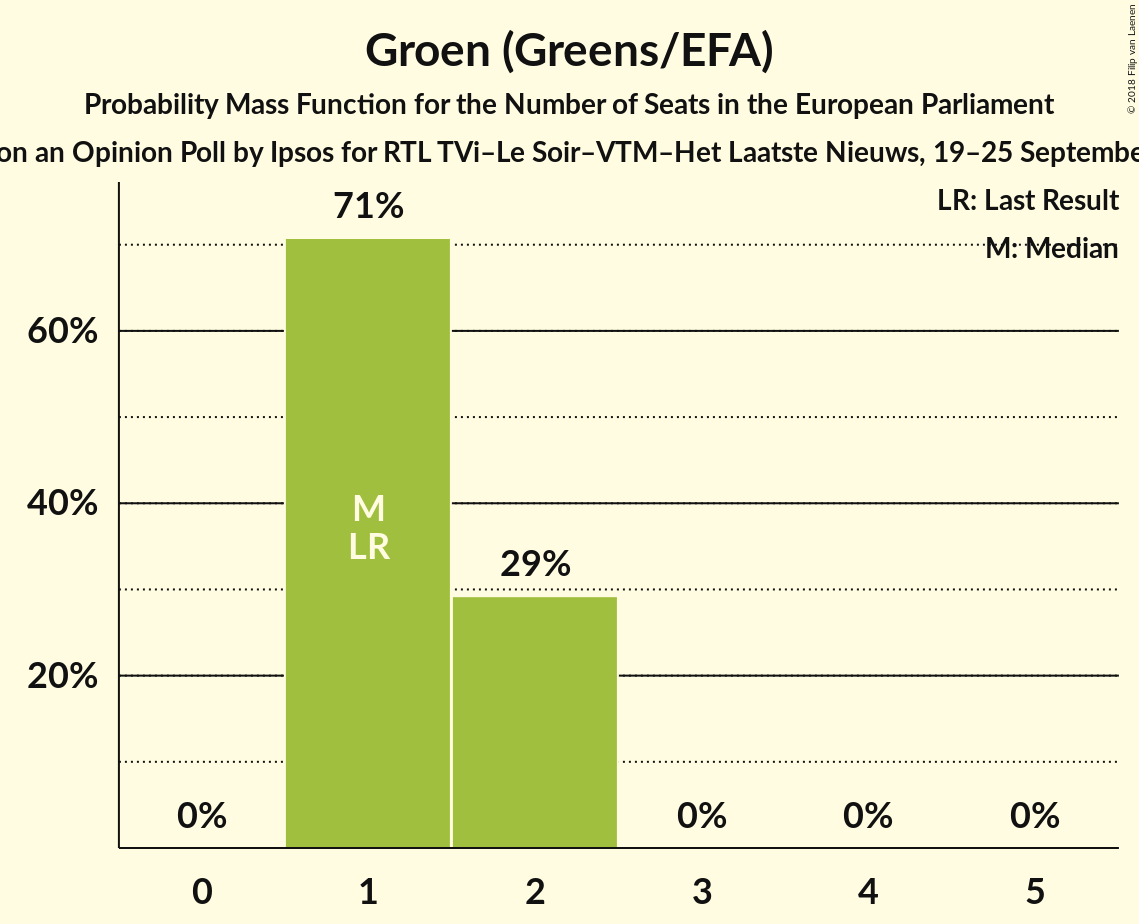 Groen (Greens/EFA)
Probability Mass Function for the Number of Seats in the European Parliament
on an Opinion Poll by Ipsos for RTL TVi–Le Soir–VTM–Het Laatste Nieuws, 19–25 Septembe
© 2018 Filip van Laenen
LR: Last Result
M: Median
71%
60%
40%
20%
M
LR
29%
0%
0%
0%
0%
0 1 2 3 4 5